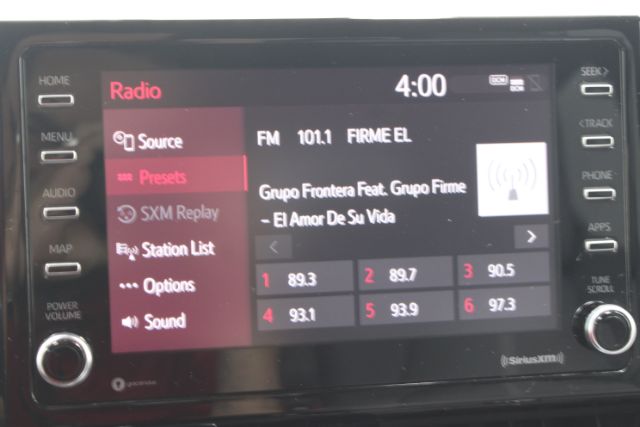 HOME
MENU
AUDIO
MAP
POWER
VOLUME
Radio
4:00
DCM
DCM
Source
Presets
SXM Replay
Station List
Options
Sound
FM 101.1 FIRME EL
Grupo Frontera Feat. Grupo Firme
– El Amor De Su Vida
< >
1 89.3
2 89.7
3 90.5
4 93.1
5 93.9
6 97.3
SEEK>
<TRACK
PHONE
APPS
TUNE
SCROLL
gracenote
((SiriusXM))